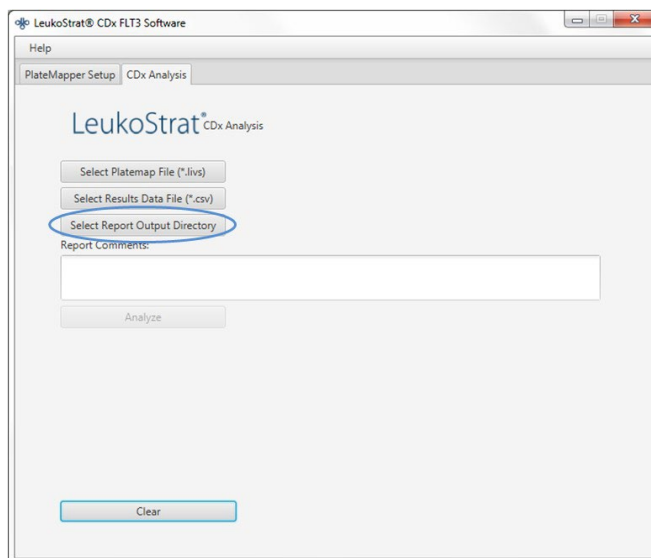 LeukoStrat® CDx FLT3 Software
Help
PlateMapper Setup CDx Analysis
LeukoStrat® CDx Analysis
Select Platemap File (*.livs)
Select Results Data File (*.csv)
Select Report Output Directory
Report Comments:
Analyze
Clear